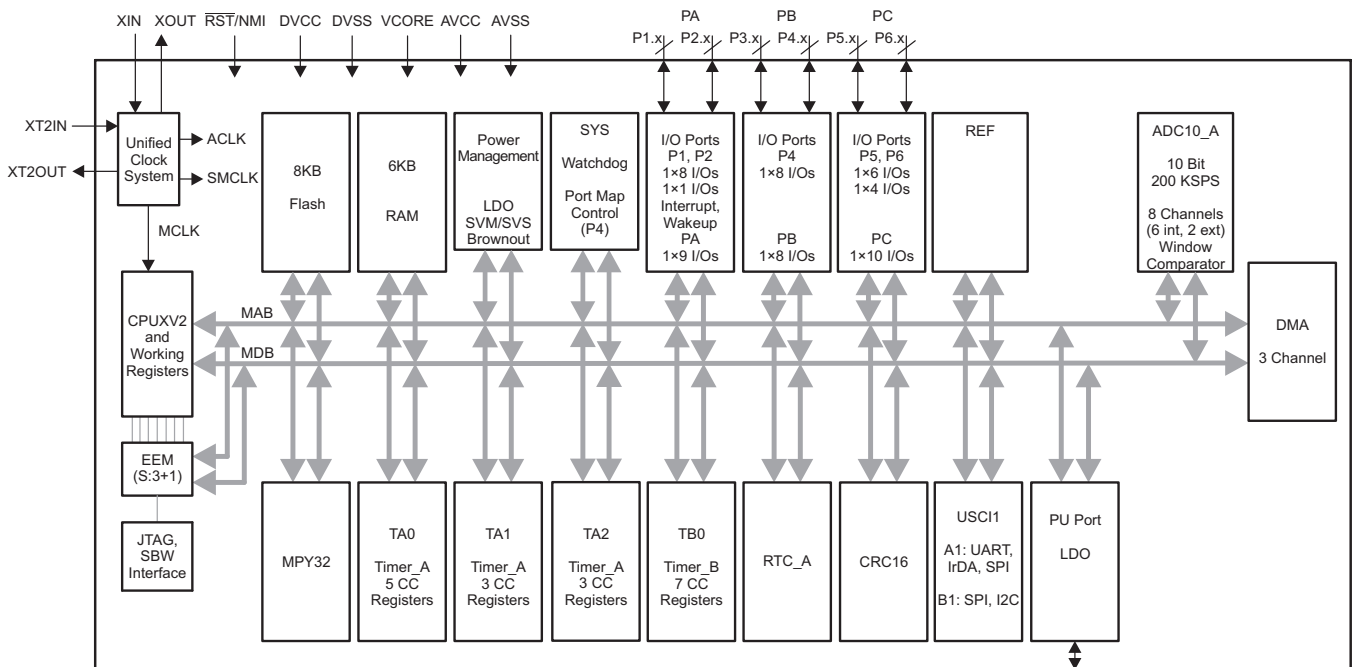 XIN XOUT RST/NMI DVCC DVSS VCORE AVCC AVSS
PA PB PC
P1.x P2.x P3.x P4.x P5.x P6.x
XT2IN
XT2OUT
Unified
Clock
System
ACLK
SMCLK
MCLK
8KB
Flash
6KB
RAM
Power
Management
LDO
SVM/SVS
Brownout
SYS
Watchdog
Port Map
Control
(P4)
I/O Ports
P1, P2
1×8 I/Os
1×1 I/Os
Interrupt,
Wakeup
PA
1×9 I/Os
I/O Ports
P4
1×8 I/Os
PB
1×8 I/Os
I/O Ports
P5, P6
1×6 I/Os
1×4 I/Os
PC
1×10 I/Os
REF
ADC10_A
10 Bit
200 KSPS
8 Channels
(6 int, 2 ext)
Window
Comparator
CPUXV2
and
Working
Registers
MAB
MDB
DMA
3 Channel
EEM
(S:3+1)
JTAG,
SBW
Interface
MPY32
TA0
Timer_A
5 CC
Registers
TA1
Timer_A
3 CC
Registers
TA2
Timer_A
3 CC
Registers
TB0
Timer_B
7 CC
Registers
RTC_A
CRC16
USCI1
A1: UART,
IrDA, SPI
B1: SPI, I2C
PU Port
LDO